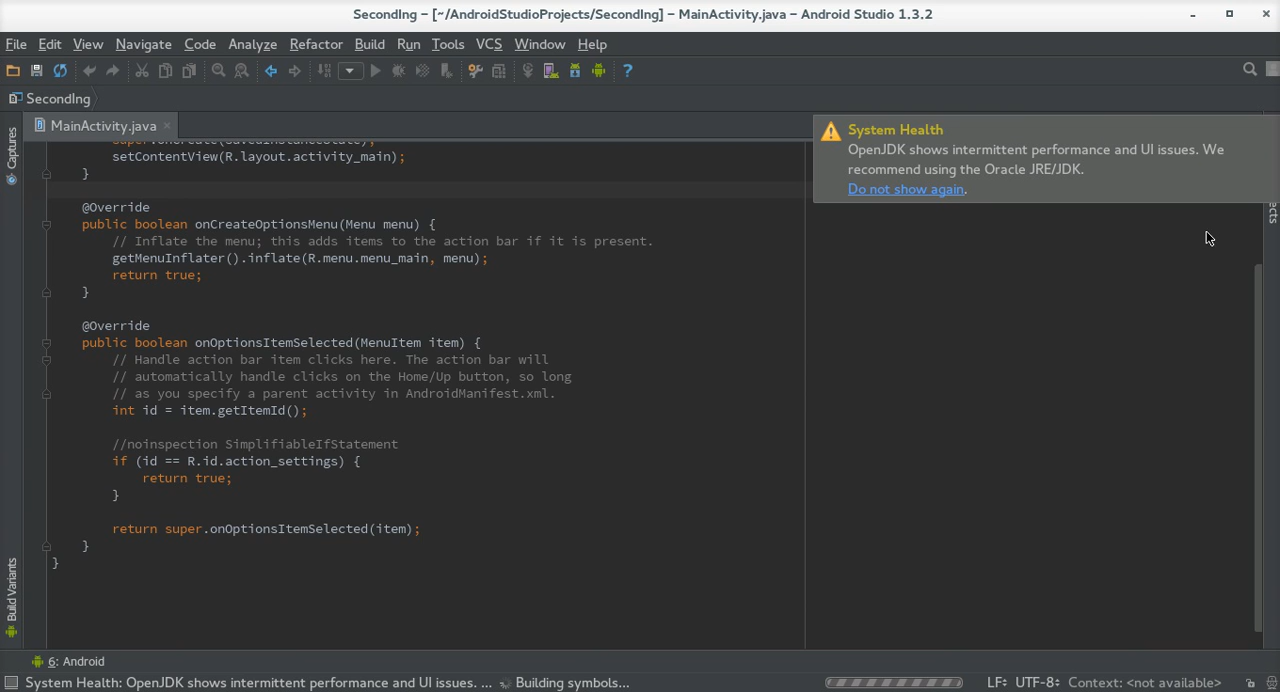 SecondIng – [~/AndroidStudioProjects/SecondIng] – MainActivity.java – Android Studio 1.3.2
File Edit View Navigate Code Analyze Refactor Build Run Tools VCS Window Help
SecondIng
MainActivity.java
Captures
System Health
OpenJDK shows intermittent performance and UI issues. We
recommend using the Oracle JRE/JDK.
Do not show again.
setContentView(R.layout.activity_main);
}
@Override
public boolean onCreateOptionsMenu(Menu menu) {
// Inflate the menu; this adds items to the action bar if it is present.
getMenuInflater().inflate(R.menu.menu_main, menu);
return true;
}
@Override
public boolean onOptionsItemSelected(MenuItem item) {
// Handle action bar item clicks here. The action bar will
// automatically handle clicks on the Home/Up button, so long
// as you specify a parent activity in AndroidManifest.xml.
int id = item.getItemId();
//noinspection SimplifiableIfStatement
if (id == R.id.action_settings) {
return true;
}
return super.onOptionsItemSelected(item);
}
}
Build Variants
6: Android
System Health: OpenJDK shows intermittent performance and UI issues. ... Building symbols... LF UTF-8 Context: <not available>